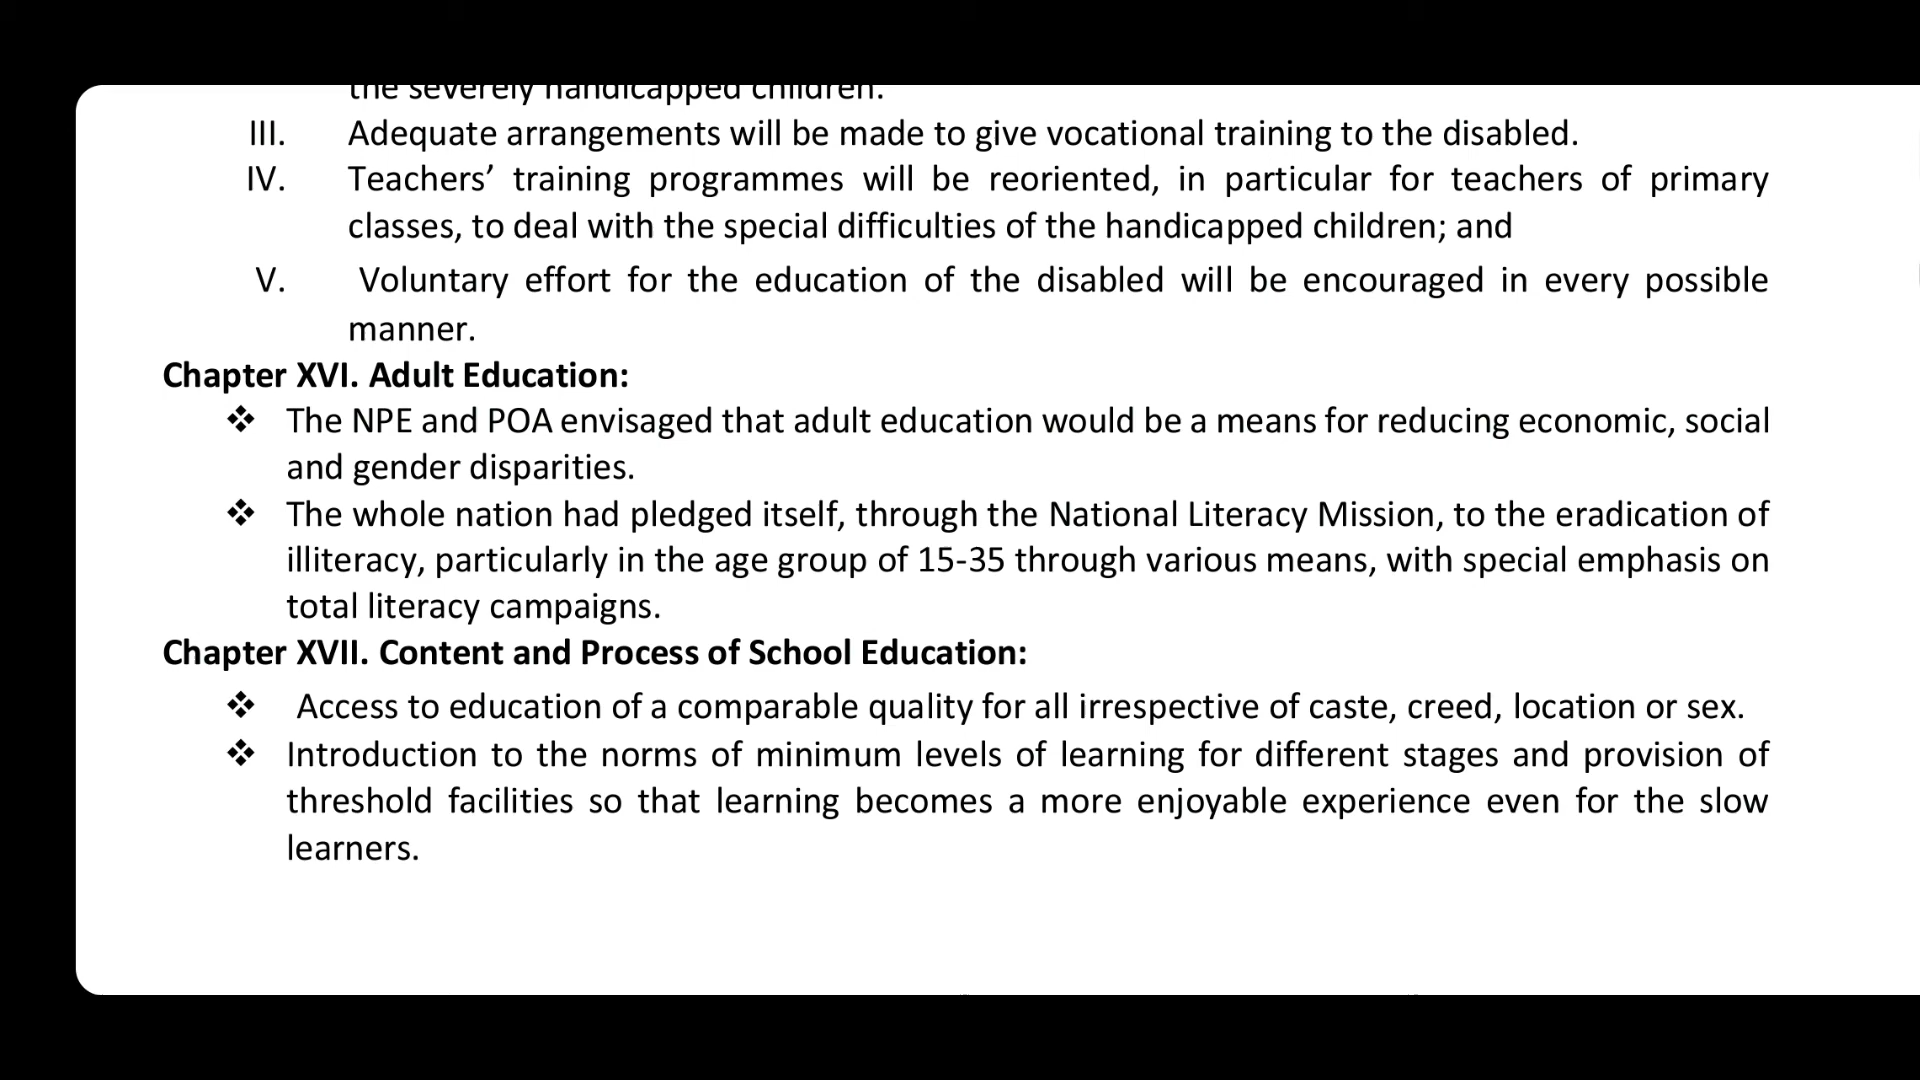 the severely handicapped children.
III. Adequate arrangements will be made to give vocational training to the disabled.
IV. Teachers’ training programmes will be reoriented, in particular for teachers of primary
classes, to deal with the special difficulties of the handicapped children; and
V. Voluntary effort for the education of the disabled will be encouraged in every possible
manner.
Chapter XVI. Adult Education:
❖ The NPE and POA envisaged that adult education would be a means for reducing economic, social
and gender disparities.
❖ The whole nation had pledged itself, through the National Literacy Mission, to the eradication of
illiteracy, particularly in the age group of 15-35 through various means, with special emphasis on
total literacy campaigns.
Chapter XVII. Content and Process of School Education:
❖ Access to education of a comparable quality for all irrespective of caste, creed, location or sex.
❖ Introduction to the norms of minimum levels of learning for different stages and provision of
threshold facilities so that learning becomes a more enjoyable experience even for the slow
learners.